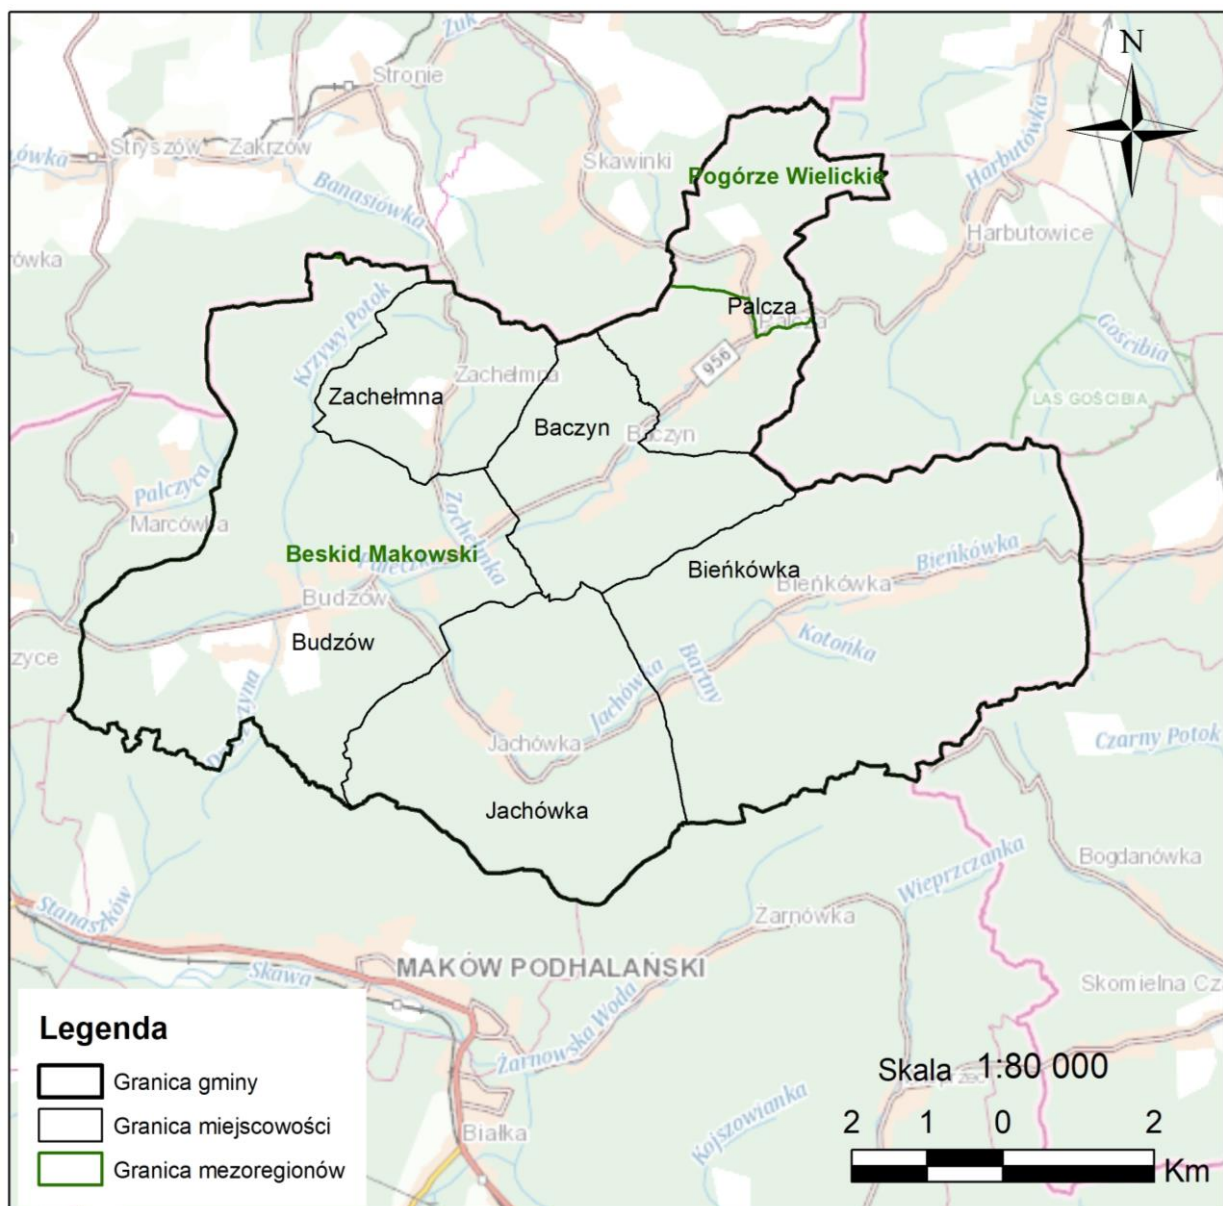 Żuk
N
Stronie
Stryszów
Zakrzów
Skawinki
Harbutówka
Banasiówka
Pogórze Wielickie
Harbutowice
Krzywy Potok
Palcza
Palcza
Gościbia
956
Zachełmna
Zachełmna
LAS GOŚCIBIA
Baczyn
Baczyn
Palczyca
Marcówka
Zachełmka
Beskid Makowski
Bieńkówka
Bieńkówka
Bieńkówka
Budzów
Budzów
Kotońka
Bartny
Jachówka
Jachówka
Czarny Potok
Jachówka
Bogdanówka
Wieprzczanka
Stanaszków
Żarnówka
MAKÓW PODHALAŃSKI
Skawa
Skomielna Cz
Żarnowska Woda
Legenda
Granica gminy
Granica miejscowości
Granica mezoregionów
Białka
Kojszowianka
Skala 1:80 000
2 1 0 2
Km